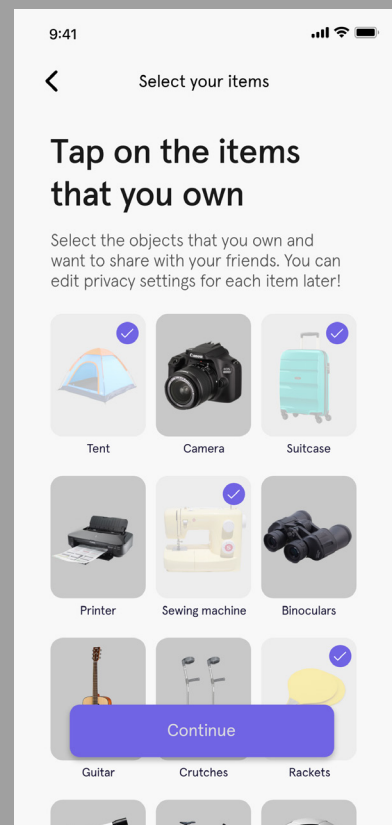 9:41
Select your items
Tap on the items
that you own
Select the objects that you own and
want to share with your friends. You can
edit privacy settings for each item later!
Canon
Tent
Camera
Suitcase
Printer
Sewing machine
Binoculars
Continue
Guitar
Crutches
Rackets